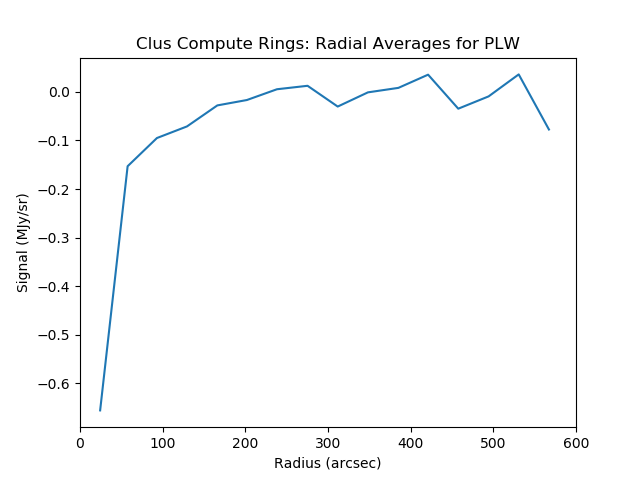 Clus Compute Rings: Radial Averages for PLW
0.0
−0.1
−0.2
−0.3
−0.4
−0.5
−0.6
Signal (MJy/sr)
0 100 200 300 400 500 600
Radius (arcsec)